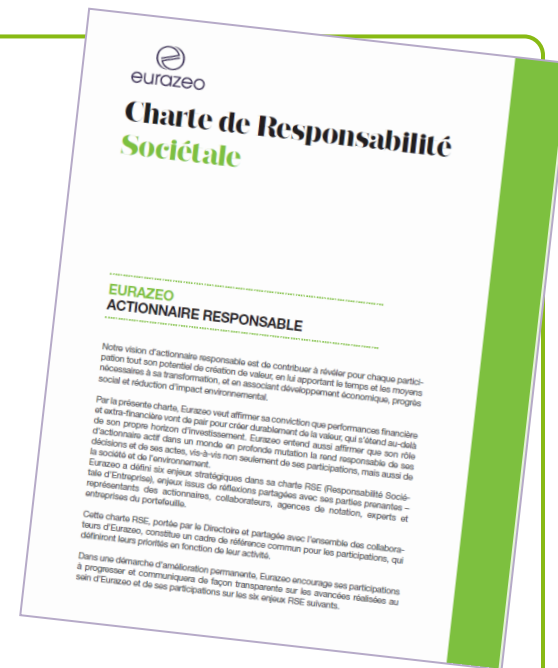 eurazeo
Charte de Responsabilité
Sociétale
EURAZEO
ACTIONNAIRE RESPONSABLE
Notre vision d'actionnaire responsable est de contribuer à révéler pour chaque partici-
pation tout son potentiel de création de valeur, en lui apportant le temps et les moyens
nécessaires à sa transformation, et en associant développement économique, progrès
social et réduction d'impact environnemental.
Par la présente charte, Eurazeo veut affirmer sa conviction que performances financière
et extra-financière vont de pair pour créer durablement de la valeur, qui s'étend au-delà
de son propre horizon d'investissement. Eurazeo entend aussi affirmer que son rôle
d'actionnaire actif dans un monde en profonde mutation la rend responsable de ses
décisions et de ses actes, vis-à-vis non seulement de ses participations, mais aussi de
la société et de l'environnement.
Eurazeo a défini six enjeux stratégiques dans sa charte RSE (Responsabilité Socié-
tale d'Entreprise), enjeux issus de réflexions partagées avec ses parties prenantes –
représentants des actionnaires, collaborateurs, agences de notation, experts et
entreprises du portefeuille.
Cette charte RSE, portée par le Directoire et partagée avec l'ensemble des collabora-
teurs d'Eurazeo, constitue un cadre de référence commun pour les participations, qui
définiront leurs priorités en fonction de leur activité.
Dans une démarche d'amélioration permanente, Eurazeo encourage ses participations
à progresser et communiquera de façon transparente sur les avancées réalisées au
sein d'Eurazeo et de ses participations sur les six enjeux RSE suivants.